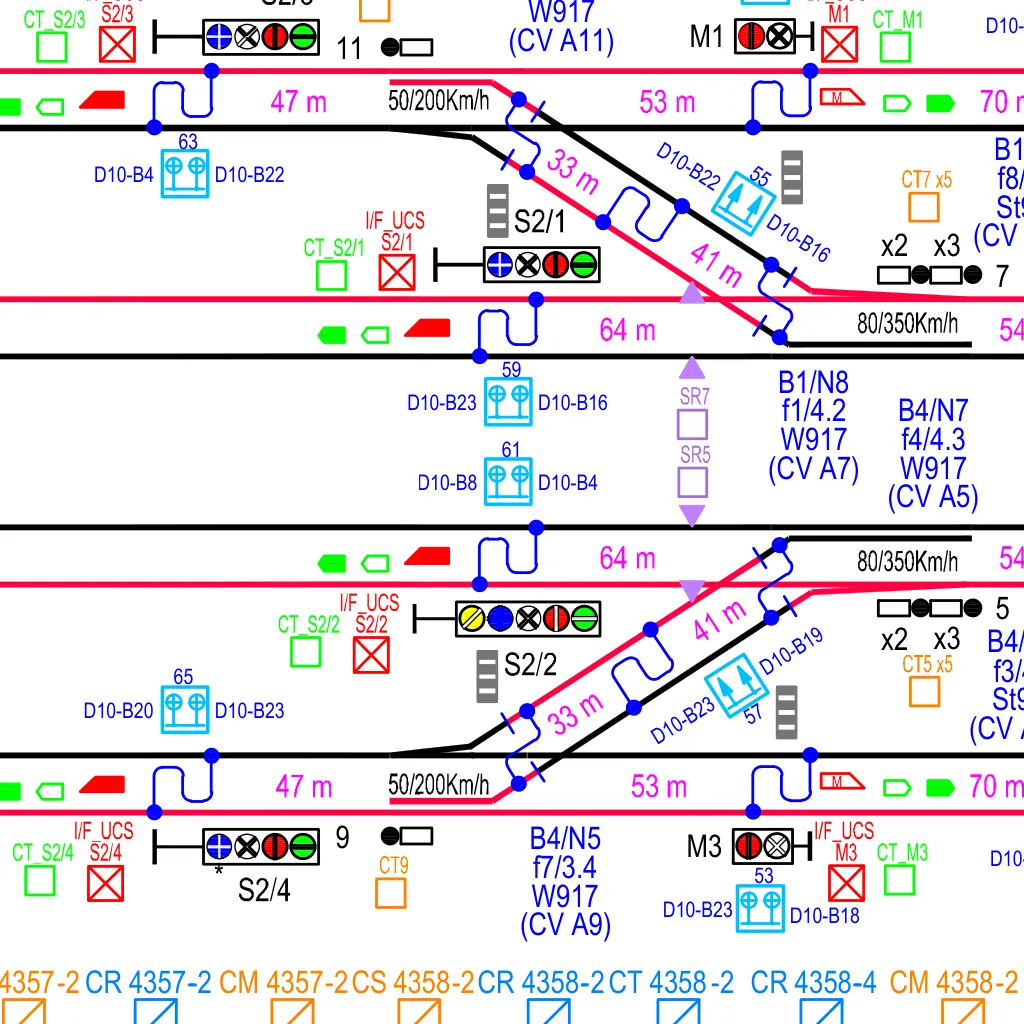 W917
(CV A11)
CT_S2/3
S2/3
11
M1
M1
CT_M1
D10-
47 m
50/200Km/h
53 m
M
70 m
63
D10-B4
D10-B22
33 m
D10-B22
55
D10-B16
41 m
B1
f8/
(CV
CT7 x5
x2
x3
7
S2/1
I/F_UCS
S2/1
CT_S2/1
64 m
80/350Km/h
54
59
D10-B23
D10-B16
61
D10-B8
D10-B4
SR7
SR5
B1/N8
f1/4.2
W917
(CV A7)
B4/N7
f4/4.3
W917
(CV A5)
64 m
80/350Km/h
54
I/F_UCS
S2/2
CT_S2/2
S2/2
41 m
33 m
D10-B19
D10-B23
57
5
x2
x3
CT5 x5
B4/
f3/
65
D10-B20
D10-B23
47 m
50/200Km/h
53 m
M
70 m
I/F_UCS
S2/4
CT_S2/4
*
S2/4
9
CT9
B4/N5
f7/3.4
W917
(CV A9)
M3
I/F_UCS
M3
CT_M3
53
D10-B23
D10-B18
D10-
4357-2
CR 4357-2
CM 4357-2
CS 4358-2
CR 4358-2
CT 4358 -2
CR 4358-4
CM 4358-2